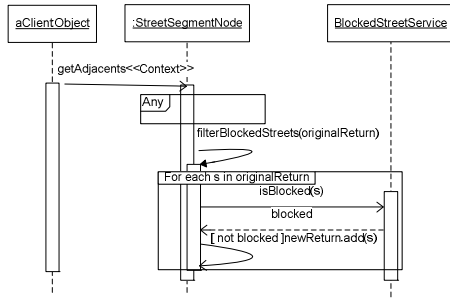 aClientObject
:StreetSegmentNode
BlockedStreetService
getAdjacents<<Context>>
Any
filterBlockedStreets(originalReturn)
For each s in originalReturn
isBlocked(s)
blocked
[ not blocked ]newReturn.add(s)